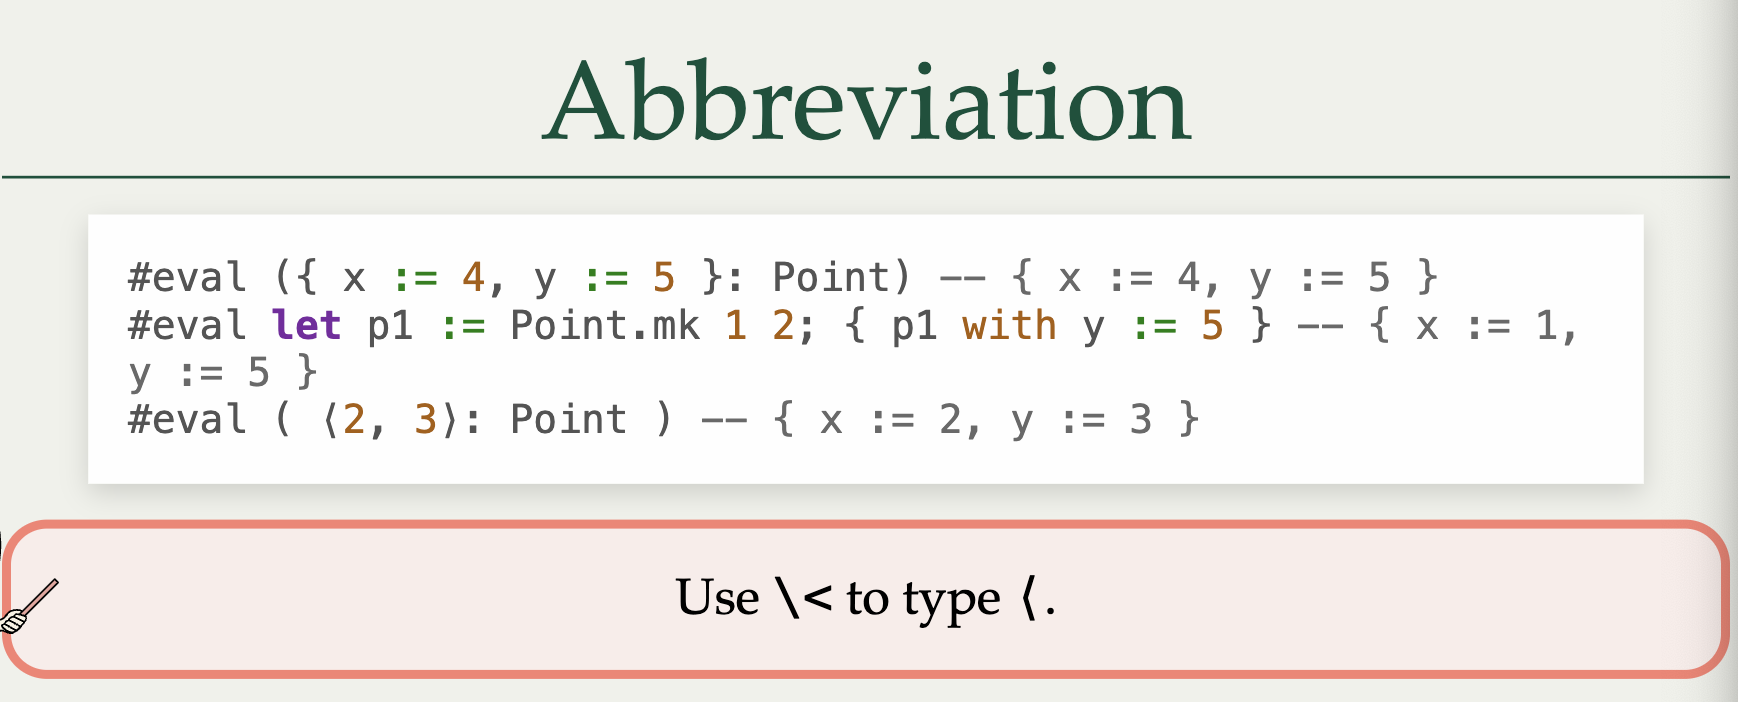 Abbreviation
#eval ({ x := 4, y := 5 }: Point) -- { x := 4, y := 5 }
#eval let p1 := Point.mk 1 2; { p1 with y := 5 } -- { x := 1,
y := 5 }
#eval ( ⟨2, 3⟩: Point ) -- { x := 2, y := 3 }
Use \< to type ⟨.